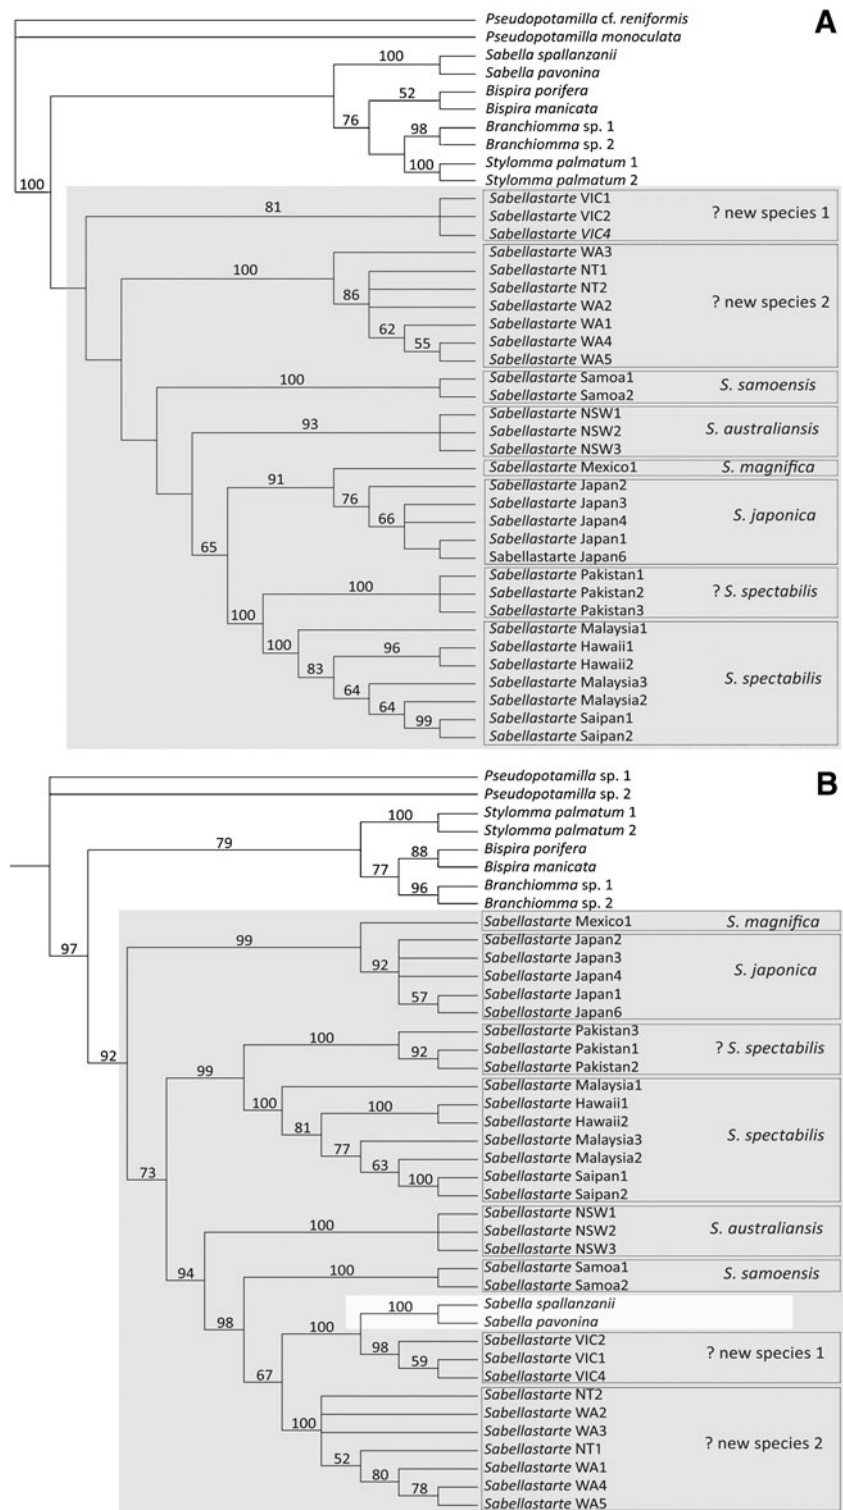 A
Pseudopotamilla cf. reniformis
Pseudopotamilla monoculata
100 Sabella spallanzanii
Sabella pavonina
52 Bispira porifera
76 Bispira manicata
98 Branchiomma sp. 1
Branchiomma sp. 2
100 Stylomma palmatum 1
100 Stylomma palmatum 2
81 Sabellastarte VIC1 ? new species 1
Sabellastarte VIC2
Sabellastarte VIC4
Sabellastarte WA3
100 Sabellastarte NT1
86 Sabellastarte NT2 ? new species 2
Sabellastarte WA2
62 Sabellastarte WA1
55 Sabellastarte WA4
Sabellastarte WA5
100 Sabellastarte Samoa1 S. samoensis
Sabellastarte Samoa2
93 Sabellastarte NSW1 S. australiansis
Sabellastarte NSW2
Sabellastarte NSW3
91 Sabellastarte Mexico1 S. magnifica
76 Sabellastarte Japan2
Sabellastarte Japan3 S. japonica
66 Sabellastarte Japan4
65 Sabellastarte Japan1
Sabellastarte Japan6
100 Sabellastarte Pakistan1 ? S. spectabilis
Sabellastarte Pakistan2
100 Sabellastarte Pakistan3
Sabellastarte Malaysia1
100 96 Sabellastarte Hawaii1
83 Sabellastarte Hawaii2 S. spectabilis
64 Sabellastarte Malaysia3
64 Sabellastarte Malaysia2
99 Sabellastarte Saipan1
Sabellastarte Saipan2
B
Pseudopotamilla sp. 1
Pseudopotamilla sp. 2
100 Stylomma palmatum 1
Stylomma palmatum 2
79 88 Bispira porifera
77 Bispira manicata
96 Branchiomma sp. 1
Branchiomma sp. 2
Sabellastarte Mexico1 S. magnifica
97 99 Sabellastarte Japan2
92 Sabellastarte Japan3 S. japonica
Sabellastarte Japan4
57 Sabellastarte Japan1
Sabellastarte Japan6
100 Sabellastarte Pakistan3
92 92 Sabellastarte Pakistan1 ? S. spectabilis
99 Sabellastarte Pakistan2
Sabellastarte Malaysia1
100 100 Sabellastarte Hawaii1
81 Sabellastarte Hawaii2 S. spectabilis
77 Sabellastarte Malaysia3
63 Sabellastarte Malaysia2
73 100 Sabellastarte Saipan1
Sabellastarte Saipan2
Sabellastarte NSW1 S. australiansis
100 Sabellastarte NSW2
Sabellastarte NSW3
94 100 Sabellastarte Samoa1 S. samoensis
Sabellastarte Samoa2
100 Sabella spallanzanii
98 100 Sabella pavonina
98 Sabellastarte VIC2 ? new species 1
59 Sabellastarte VIC1
67 Sabellastarte VIC4
Sabellastarte NT2
100 Sabellastarte WA2
Sabellastarte WA3 ? new species 2
52 Sabellastarte NT1
80 Sabellastarte WA1
78 Sabellastarte WA4
Sabellastarte WA5